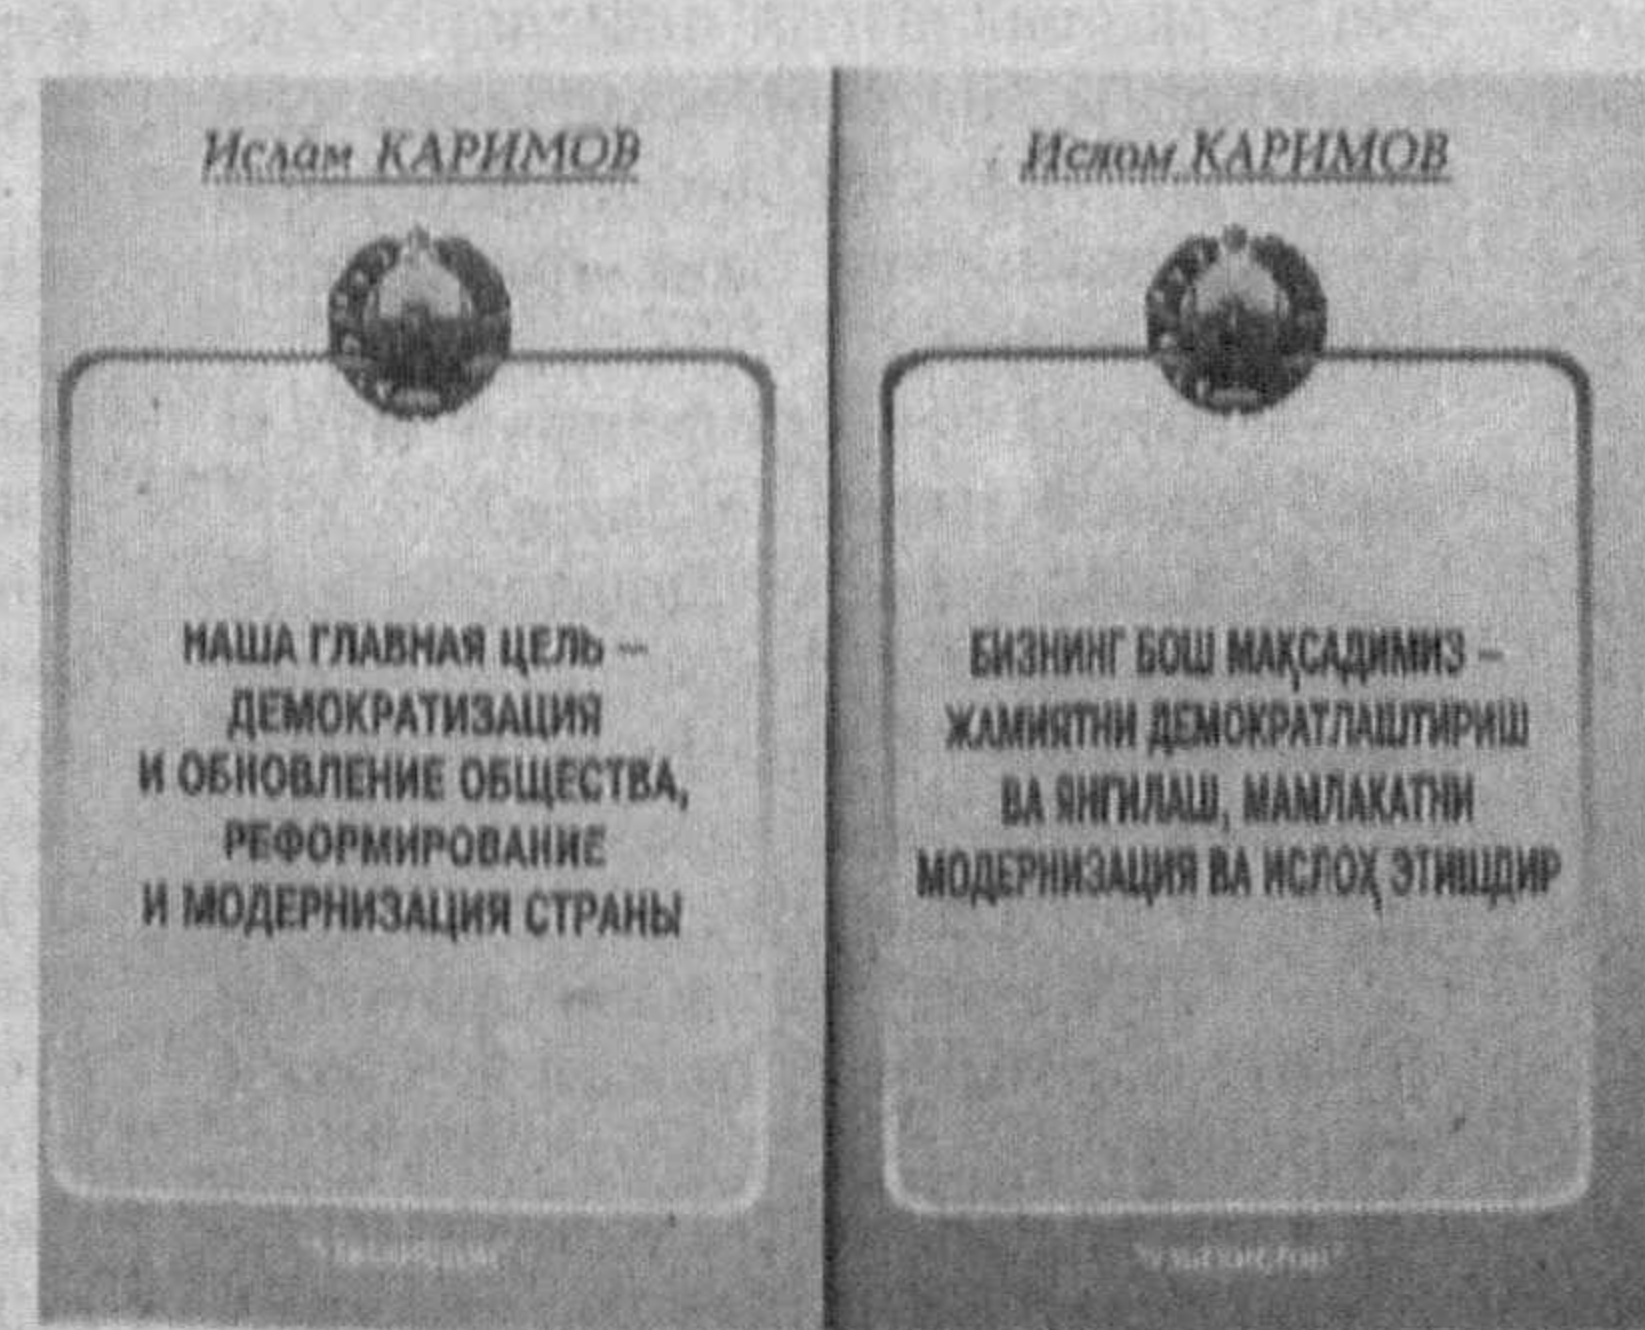 Ислам КАРИМОВ
НАША ГЛАВНАЯ ЦЕЛЬ –
ДЕМОКРАТИЗАЦИЯ
И ОБНОВЛЕНИЕ ОБЩЕСТВА,
РЕФОРМИРОВАНИЕ
И МОДЕРНИЗАЦИЯ СТРАНЫ
Ислом КАРИМОВ
БИЗНИНГ БОШ МАҚСАДИМИЗ –
ЖАМИЯТНИ ДЕМОКРАТЛАШТИРИШ
ВА ЯНГИЛАШ, МАМЛАКАТНИ
МОДЕРНИЗАЦИЯ ВА ИСЛОҲ ЭТИШДИР